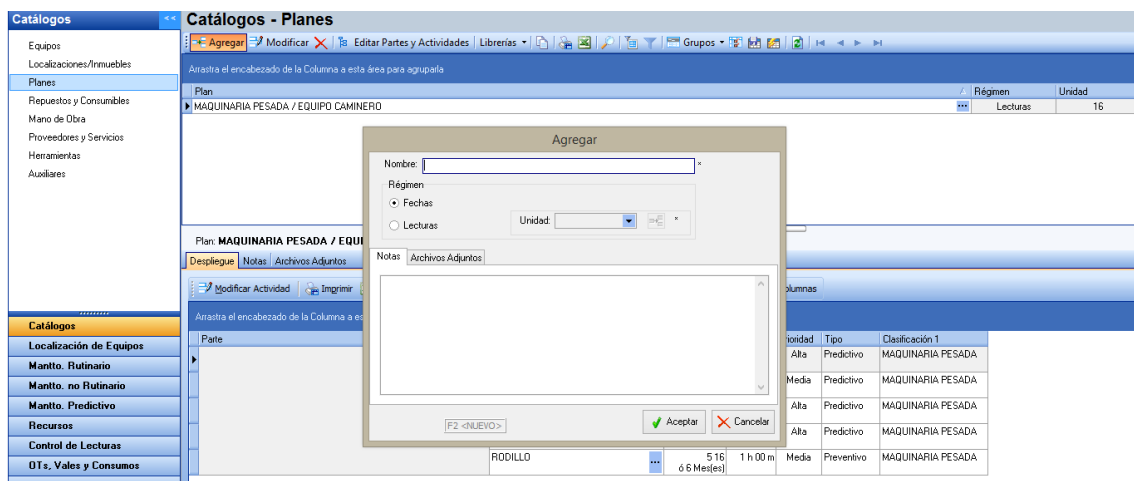 Catálogos <<
Equipos
Localizaciones/Inmuebles
Planes
Repuestos y Consumibles
Mano de Obra
Proveedores y Servicios
Herramientas
Auxiliares
Catálogos
Localización de Equipos
Mantto. Rutinario
Mantto. no Rutinario
Mantto. Predictivo
Recursos
Control de Lecturas
OTs, Vales y Consumos
Catálogos - Planes
Agregar Modificar Editar Partes y Actividades Librerías Grupos
Arrastra el encabezado de la Columna a esta área para agruparla
Plan Régimen Unidad
MAQUINARIA PESADA / EQUIPO CAMINERO ... Lecturas 16
Agregar
Nombre: *
Régimen
Fechas
Lecturas
Unidad: *
Notas Archivos Adjuntos
F2 <NUEVO>
Aceptar Cancelar
Plan: MAQUINARIA PESADA / EQUI
Despliegue Notas Archivos Adjuntos
Modificar Actividad Imprimir olumnas
Arrastra el encabezado de la Columna a es
Parte ioridad Tipo Clasificación 1
Alta Predictivo MAQUINARIA PESADA
Media Predictivo MAQUINARIA PESADA
Alta Predictivo MAQUINARIA PESADA
Alta Predictivo MAQUINARIA PESADA
RODILLO ... 5 16 1 h 00 m Media Preventivo MAQUINARIA PESADA
ó 6 Mes(es)